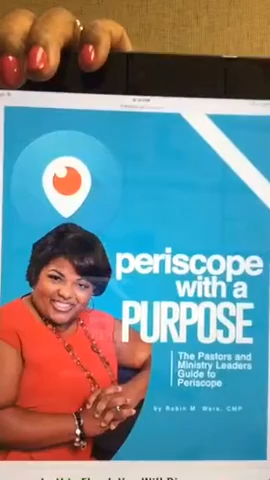 periscope
with a
PURPOSE
The Pastors and
Ministry Leaders
Guide to
Periscope
by Robin M. Ware, CMP